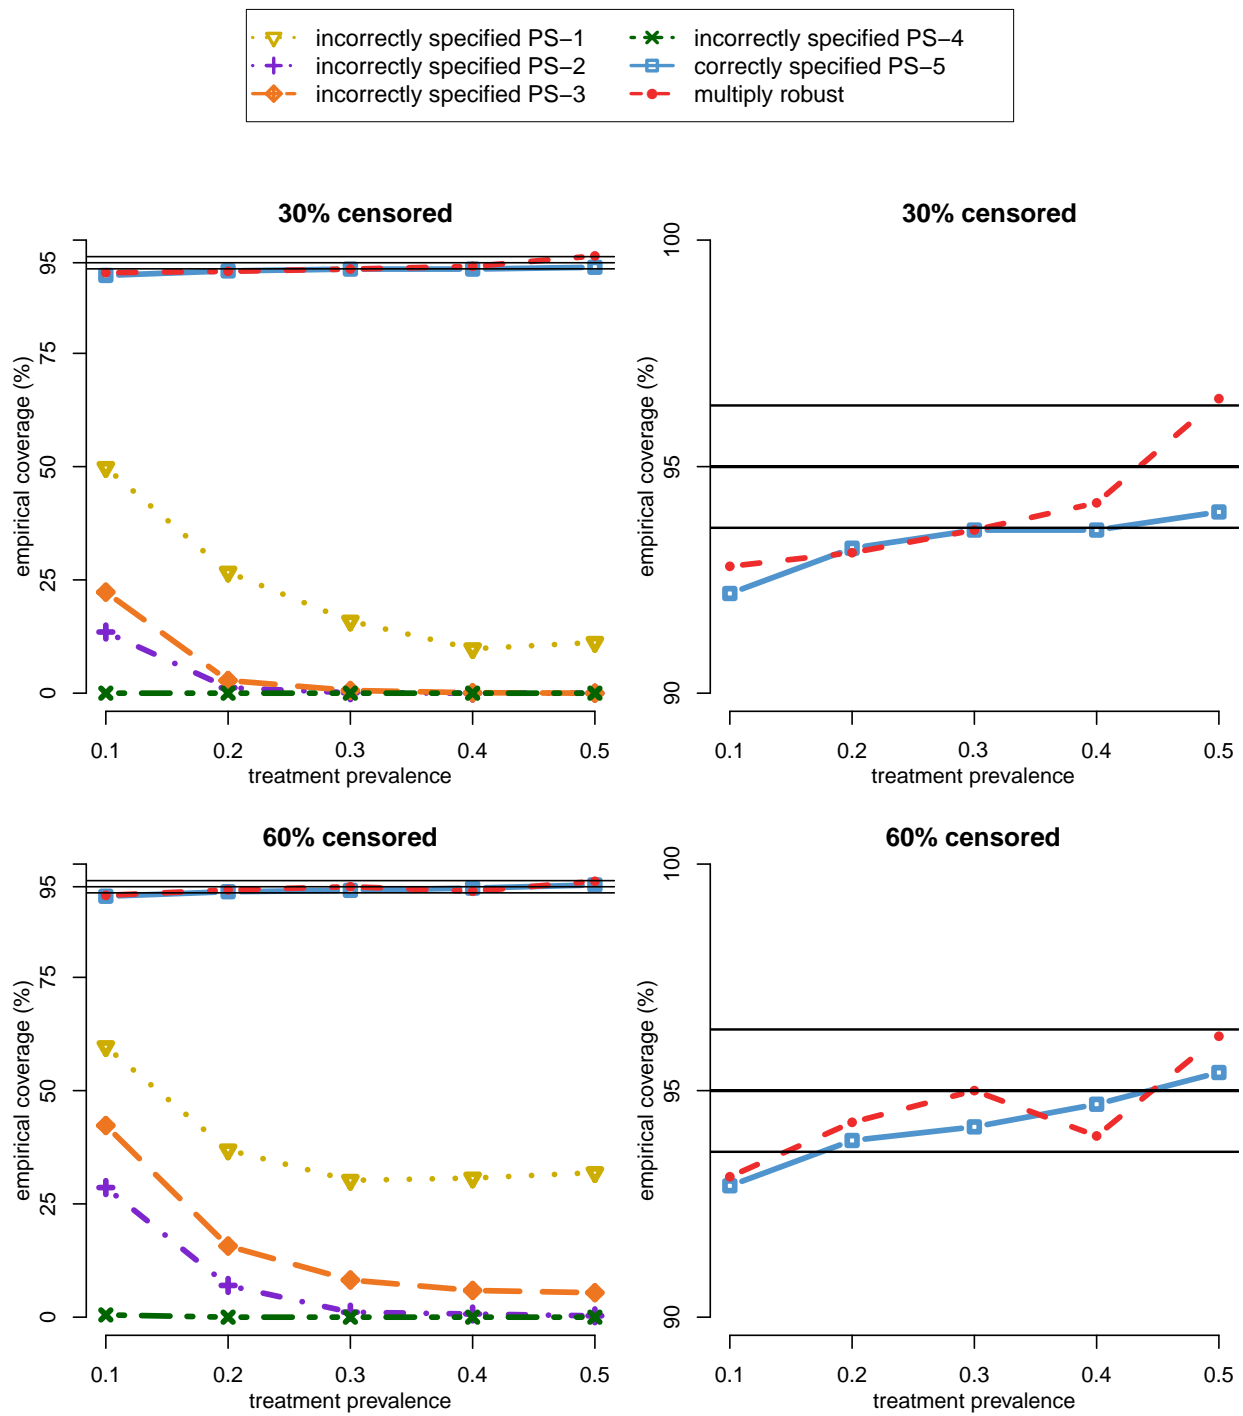 incorrectly specified PS−1
incorrectly specified PS−2
incorrectly specified PS−3
incorrectly specified PS−4
correctly specified PS−5
multiply robust
30% censored
empirical coverage (%)
95
75
50
25
0
0.1 0.2 0.3 0.4 0.5
treatment prevalence
30% censored
empirical coverage (%)
100
95
90
0.1 0.2 0.3 0.4 0.5
treatment prevalence
60% censored
empirical coverage (%)
95
75
50
25
0
0.1 0.2 0.3 0.4 0.5
treatment prevalence
60% censored
empirical coverage (%)
100
95
90
0.1 0.2 0.3 0.4 0.5
treatment prevalence